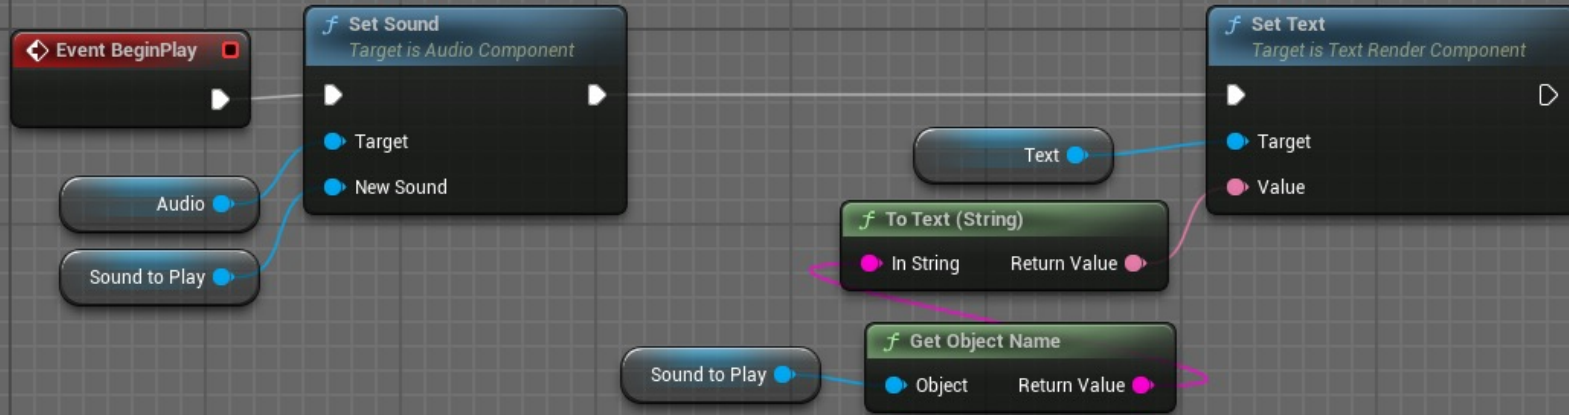 Event BeginPlay
Set Sound
Target is Audio Component
Target
New Sound
Audio
Sound to Play
Set Text
Target is Text Render Component
Target
Value
Text
To Text (String)
In String Return Value
Get Object Name
Sound to Play
Object Return Value